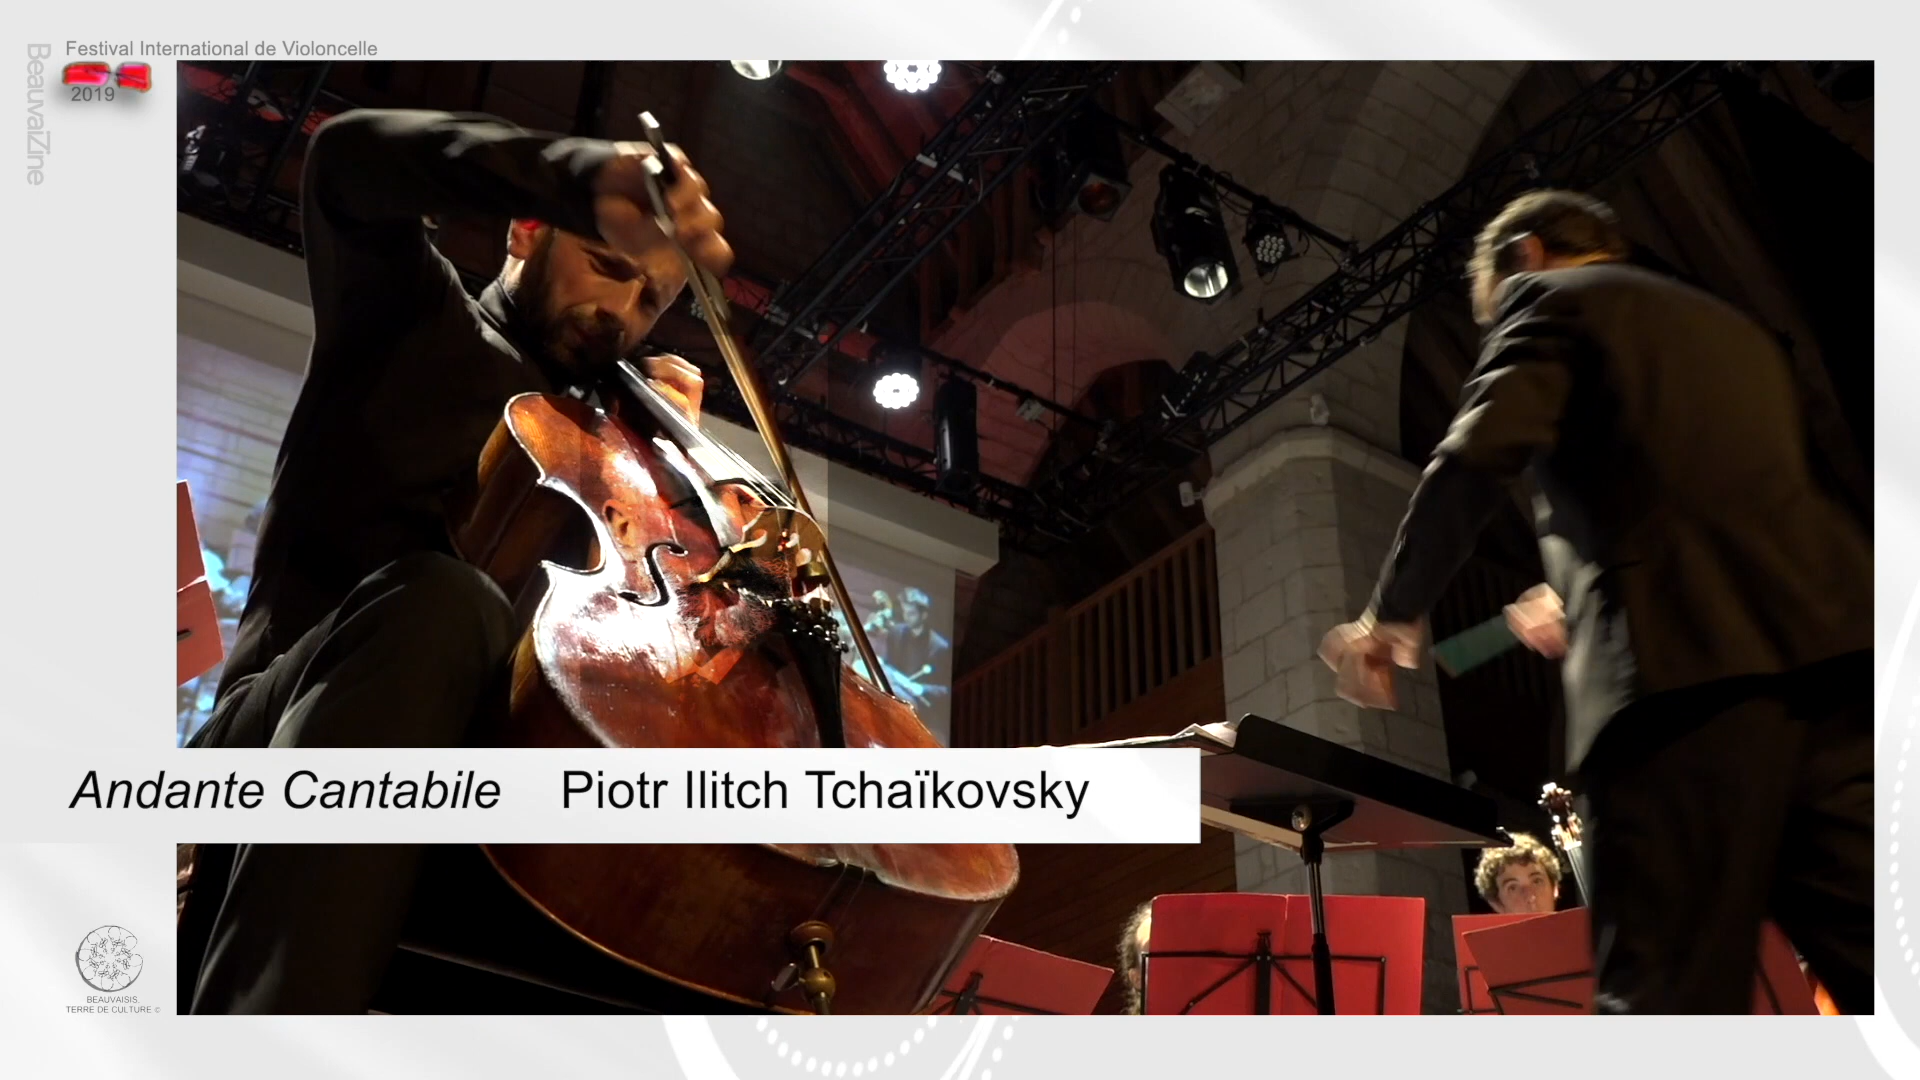 Festival International de Violoncelle
2019
BeauvaiZine
Andante Cantabile Piotr Ilitch Tchaïkovsky
BEAUVAISIS.
TERRE DE CULTURE ©